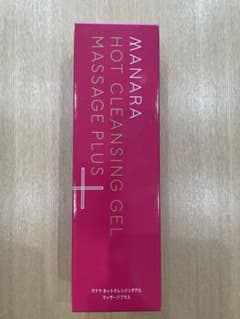 MANARA
HOT CLEANSING GEL
MASSAGE PLUS
マナラ ホットクレンジングゲル
マッサージプラス